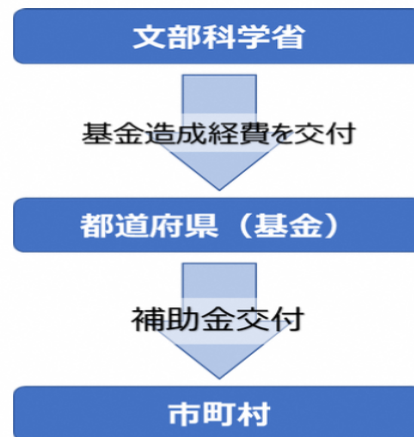 文部科学省
基金造成経費を交付
都道府県（基金）
補助金交付
市町村